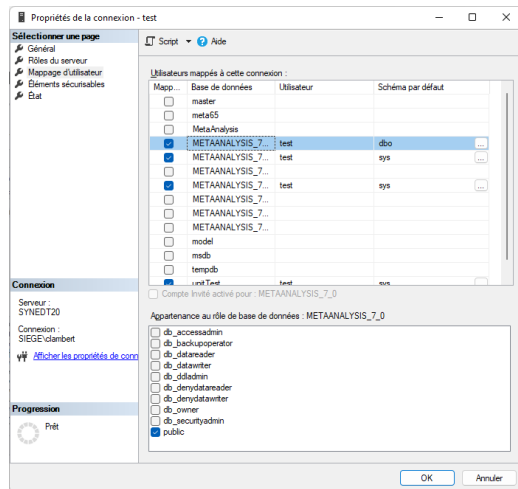 Propriétés de la connexion - test
Sélectionner une page
Général
Rôles du serveur
Mappage d'utilisateur
Éléments sécurisables
État
Script
Aide
Utilisateurs mappés à cette connexion :
Mapp... Base de données Utilisateur Schéma par défaut
master
meta65
MetaAnalysis
METAANALYSIS_7... test dbo ...
METAANALYSIS_7... test sys ...
METAANALYSIS_7...
METAANALYSIS_7... test sys ...
METAANALYSIS_7...
METAANALYSIS_7...
METAANALYSIS_7...
model
msdb
tempdb
unitTest test sys
Compte Invité activé pour : METAANALYSIS_7_0
Appartenance au rôle de base de données : METAANALYSIS_7_0
db_accessadmin
db_backupoperator
db_datareader
db_datawriter
db_ddladmin
db_denydatareader
db_denydatawriter
db_owner
db_securityadmin
public
Connexion
Serveur :
SYNEDT20
Connexion :
SIEGE\clambert
Afficher les propriétés de conn
Progression
Prêt
OK
Annuler